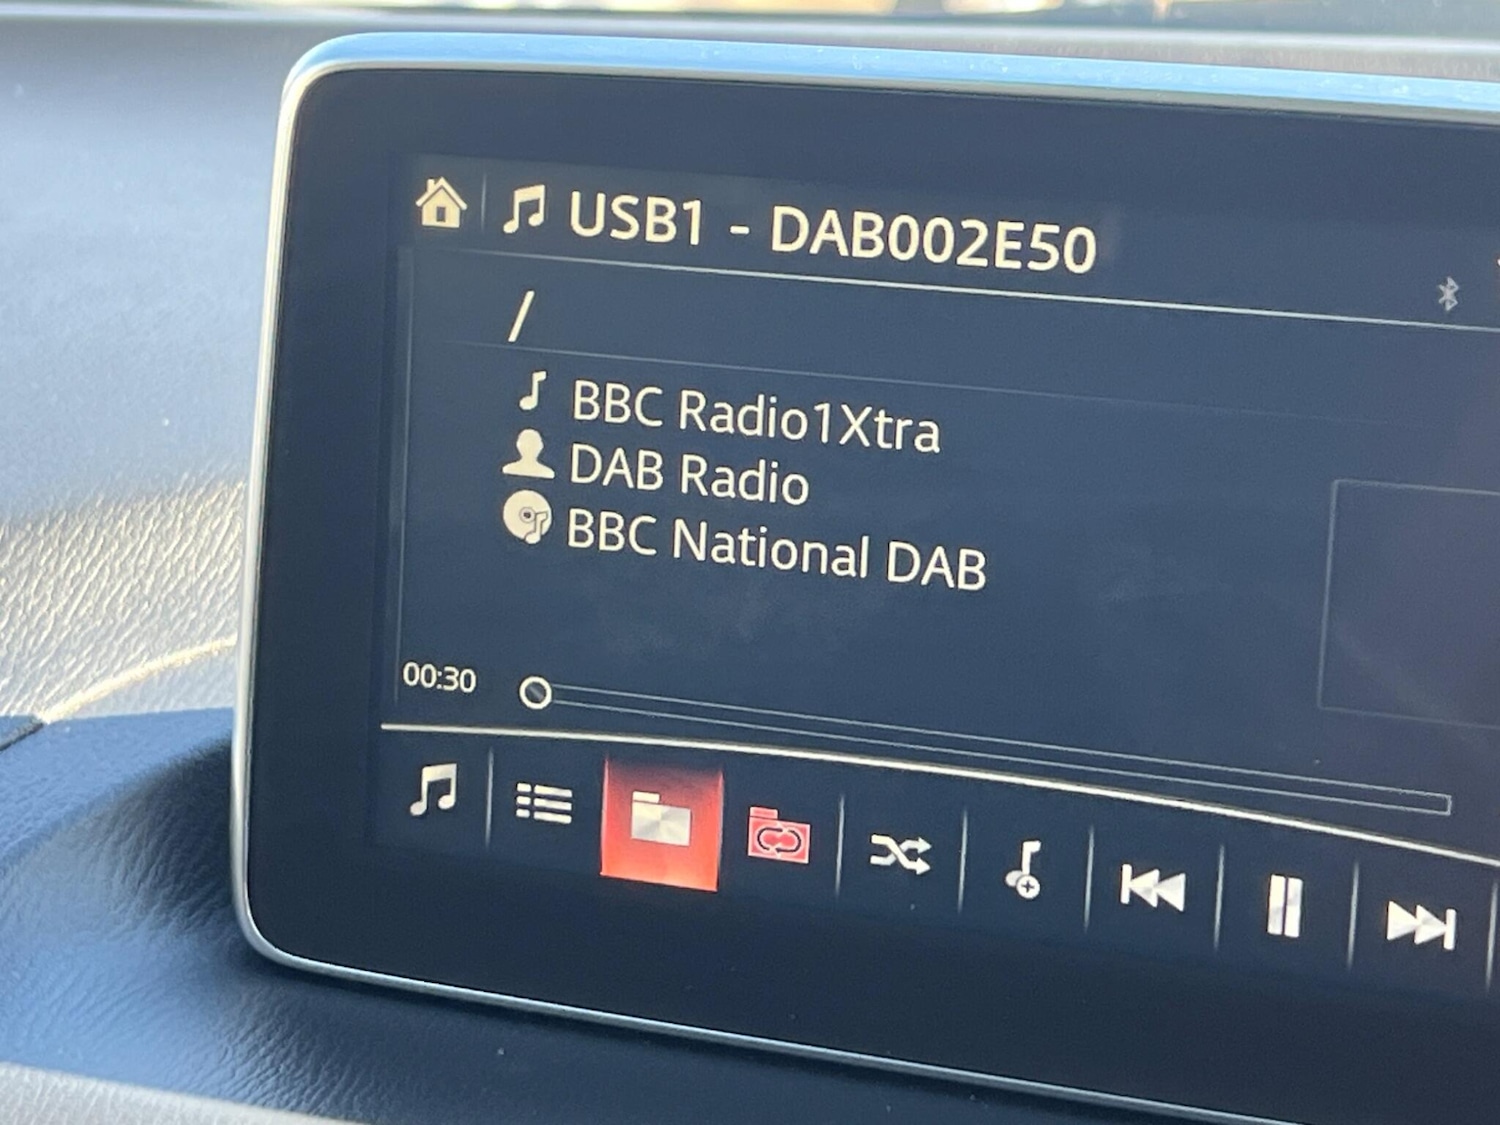 USB1 - DAB002E50
/
BBC Radio1Xtra
DAB Radio
BBC National DAB
00:30